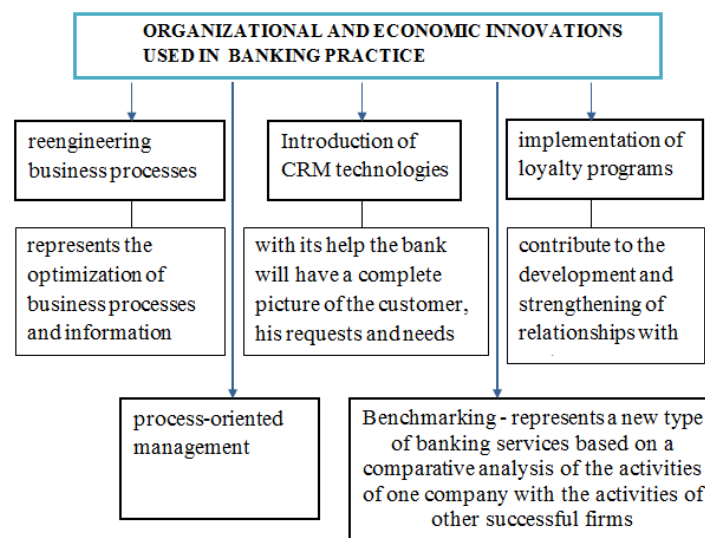 ORGANIZATIONAL AND ECONOMIC INNOVATIONS
USED IN BANKING PRACTICE
reengineering
business processes
Introduction of
CRM technologies
implementation of
loyalty programs
represents the
optimization of
business processes
and information
with its help the bank
will have a complete
picture of the customer,
his requests and needs
contribute to the
development and
strengthening of
relationships with
process-oriented
management
Benchmarking - represents a new type
of banking services based on a
comparative analysis of the activities
of one company with the activities of
other successful firms